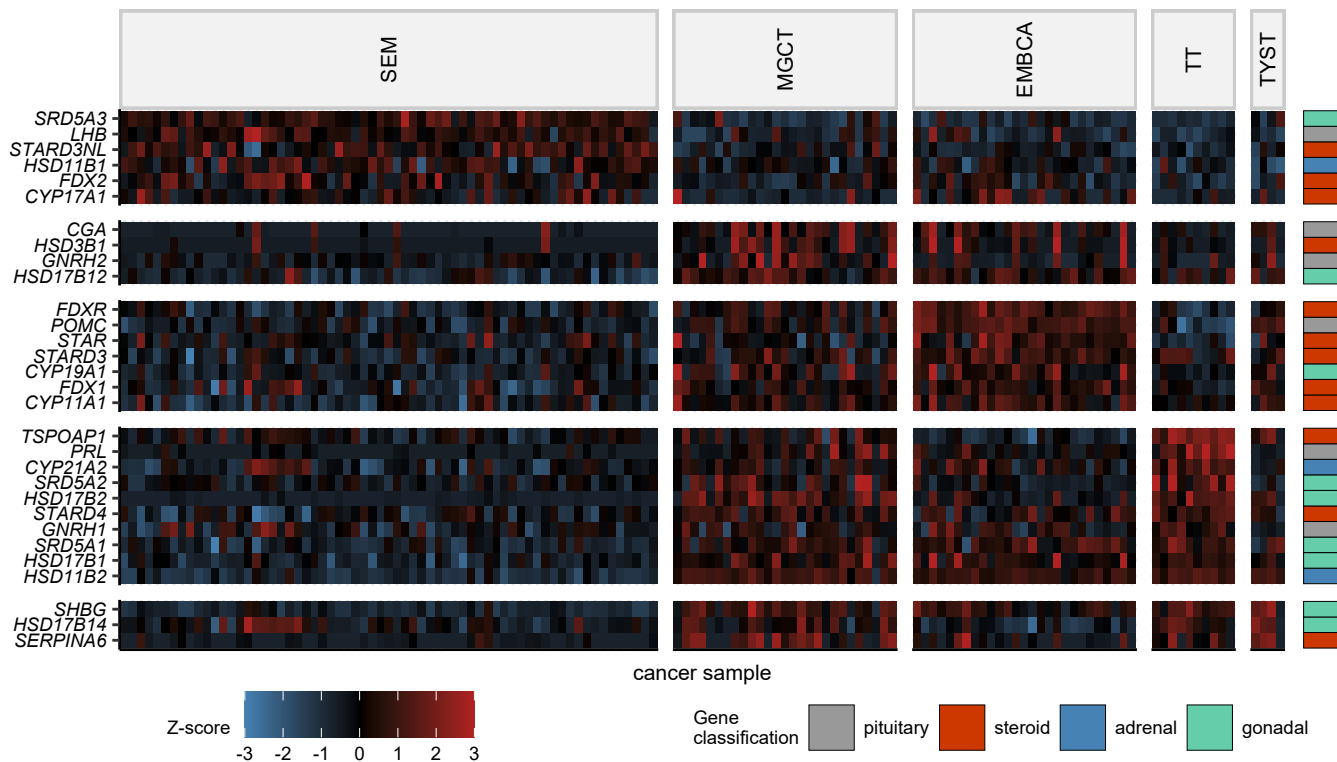 SEM
MGCT
EMBCA
TT
TYST
SRD5A3
LHB
STARD3NL
HSD11B1
FDX2
CYP17A1
CGA
HSD3B1
GNRH2
HSD17B12
FDXR
POMC
STAR
STARD3
CYP19A1
FDX1
CYP11A1
TSPOAP1
PRL
CYP21A2
SRD5A2
HSD17B2
STARD4
GNRH1
SRD5A1
HSD17B1
HSD11B2
SHBG
HSD17B14
SERPINA6
cancer sample
Z-score
-3 -2 -1 0 1 2 3
Gene
classification
pituitary
steroid
adrenal
gonadal